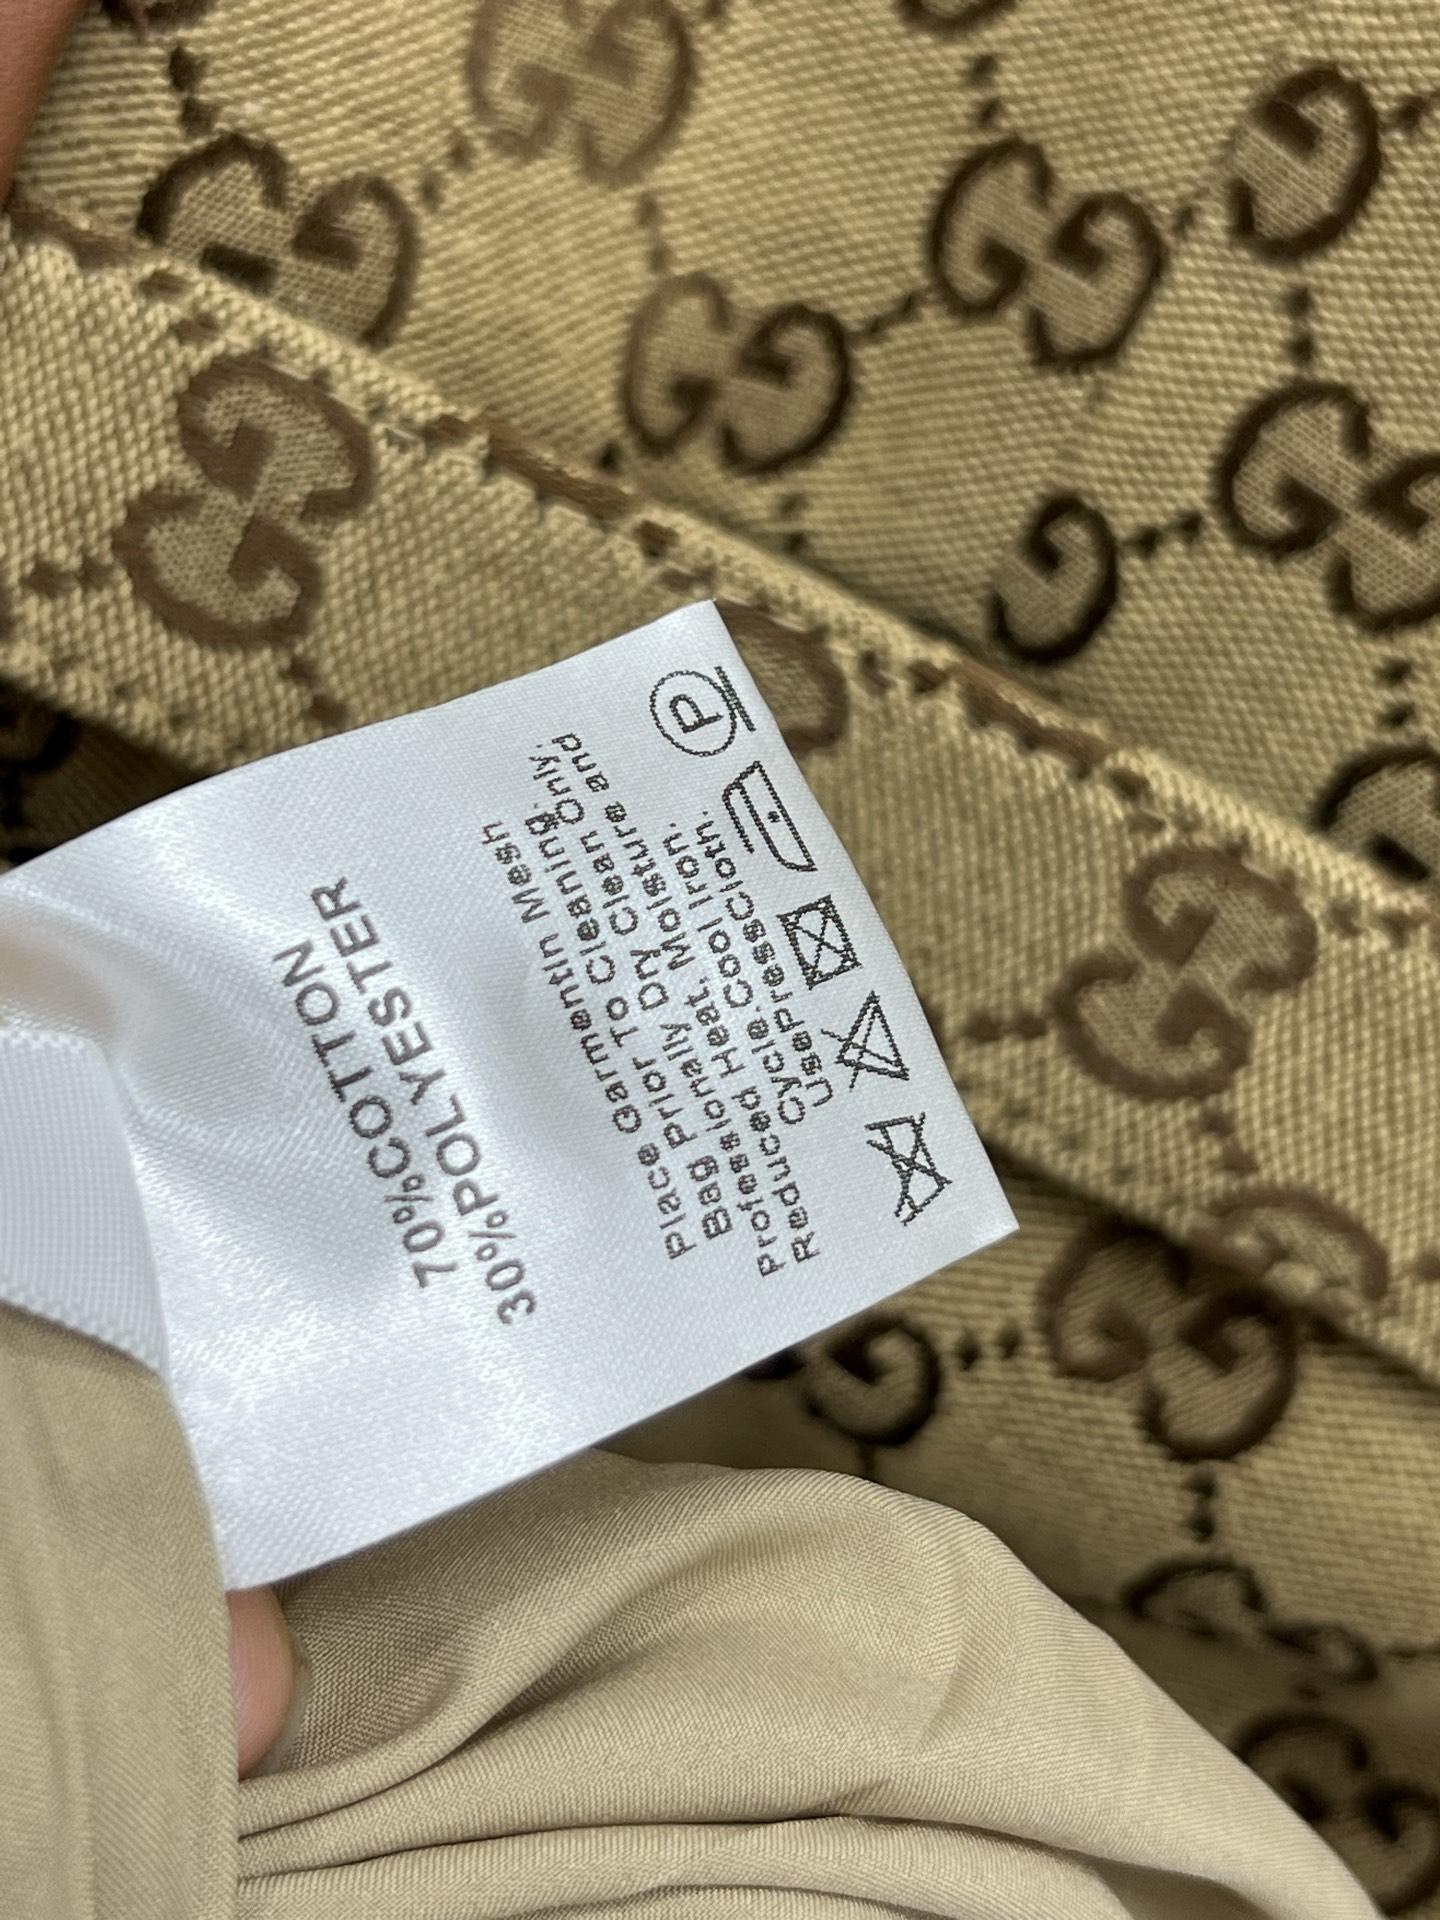 70%COTTON
30%POLYESTER
Place Garmentin Mesh
Bag Prior To Cleaning.
Professionally Dry Clean Only.
Reduced Heat, Moisture and
Cycle.Cool Iron.
UsepressCloth.
P